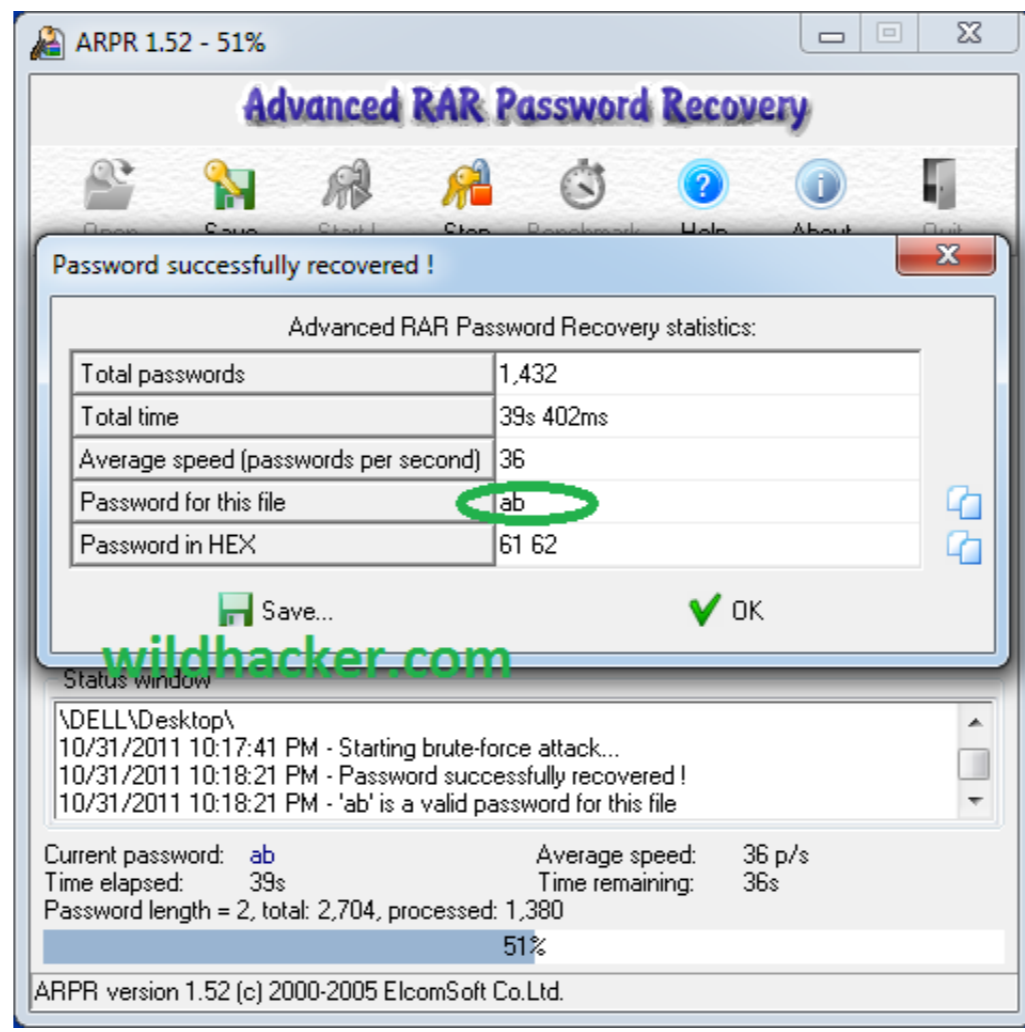 ARPR 1.52 - 51%
Advanced RAR Password Recovery
Open Save Start ! Stop Benchmark Help About Quit
Password successfully recovered !
Advanced RAR Password Recovery statistics:
Total passwords 1,432
Total time 39s 402ms
Average speed (passwords per second) 36
Password for this file ab
Password in HEX 61 62
Save... OK
wildhacker.com
Status window
\DELL\Desktop\
10/31/2011 10:17:41 PM - Starting brute-force attack...
10/31/2011 10:18:21 PM - Password successfully recovered !
10/31/2011 10:18:21 PM - 'ab' is a valid password for this file
Current password: ab Average speed: 36 p/s
Time elapsed: 39s Time remaining: 36s
Password length = 2, total: 2,704, processed: 1,380
51%
ARPR version 1.52 (c) 2000-2005 ElcomSoft Co.Ltd.